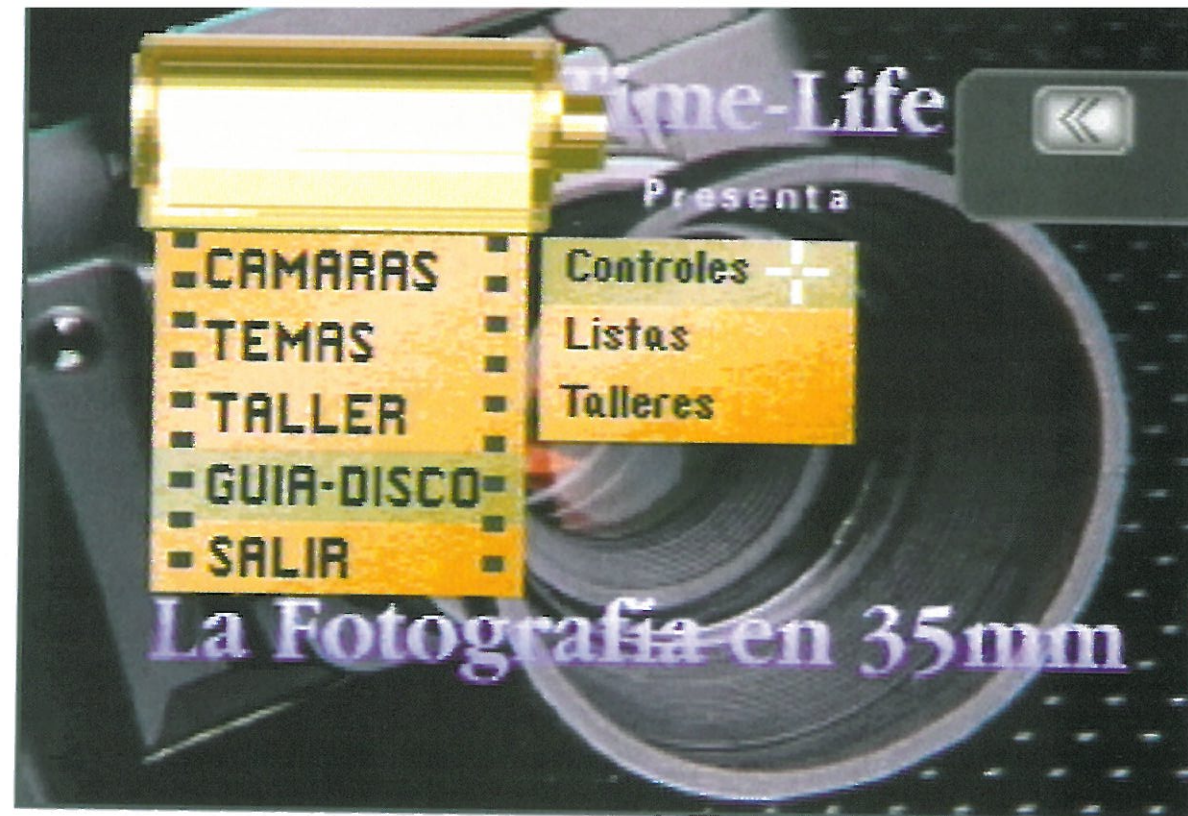 Time-Life
Presenta
CAMARAS
TEMAS
TALLER
GUIA-DISCO
SALIR
Controles
Listas
Talleres
La Fotografía en 35mm